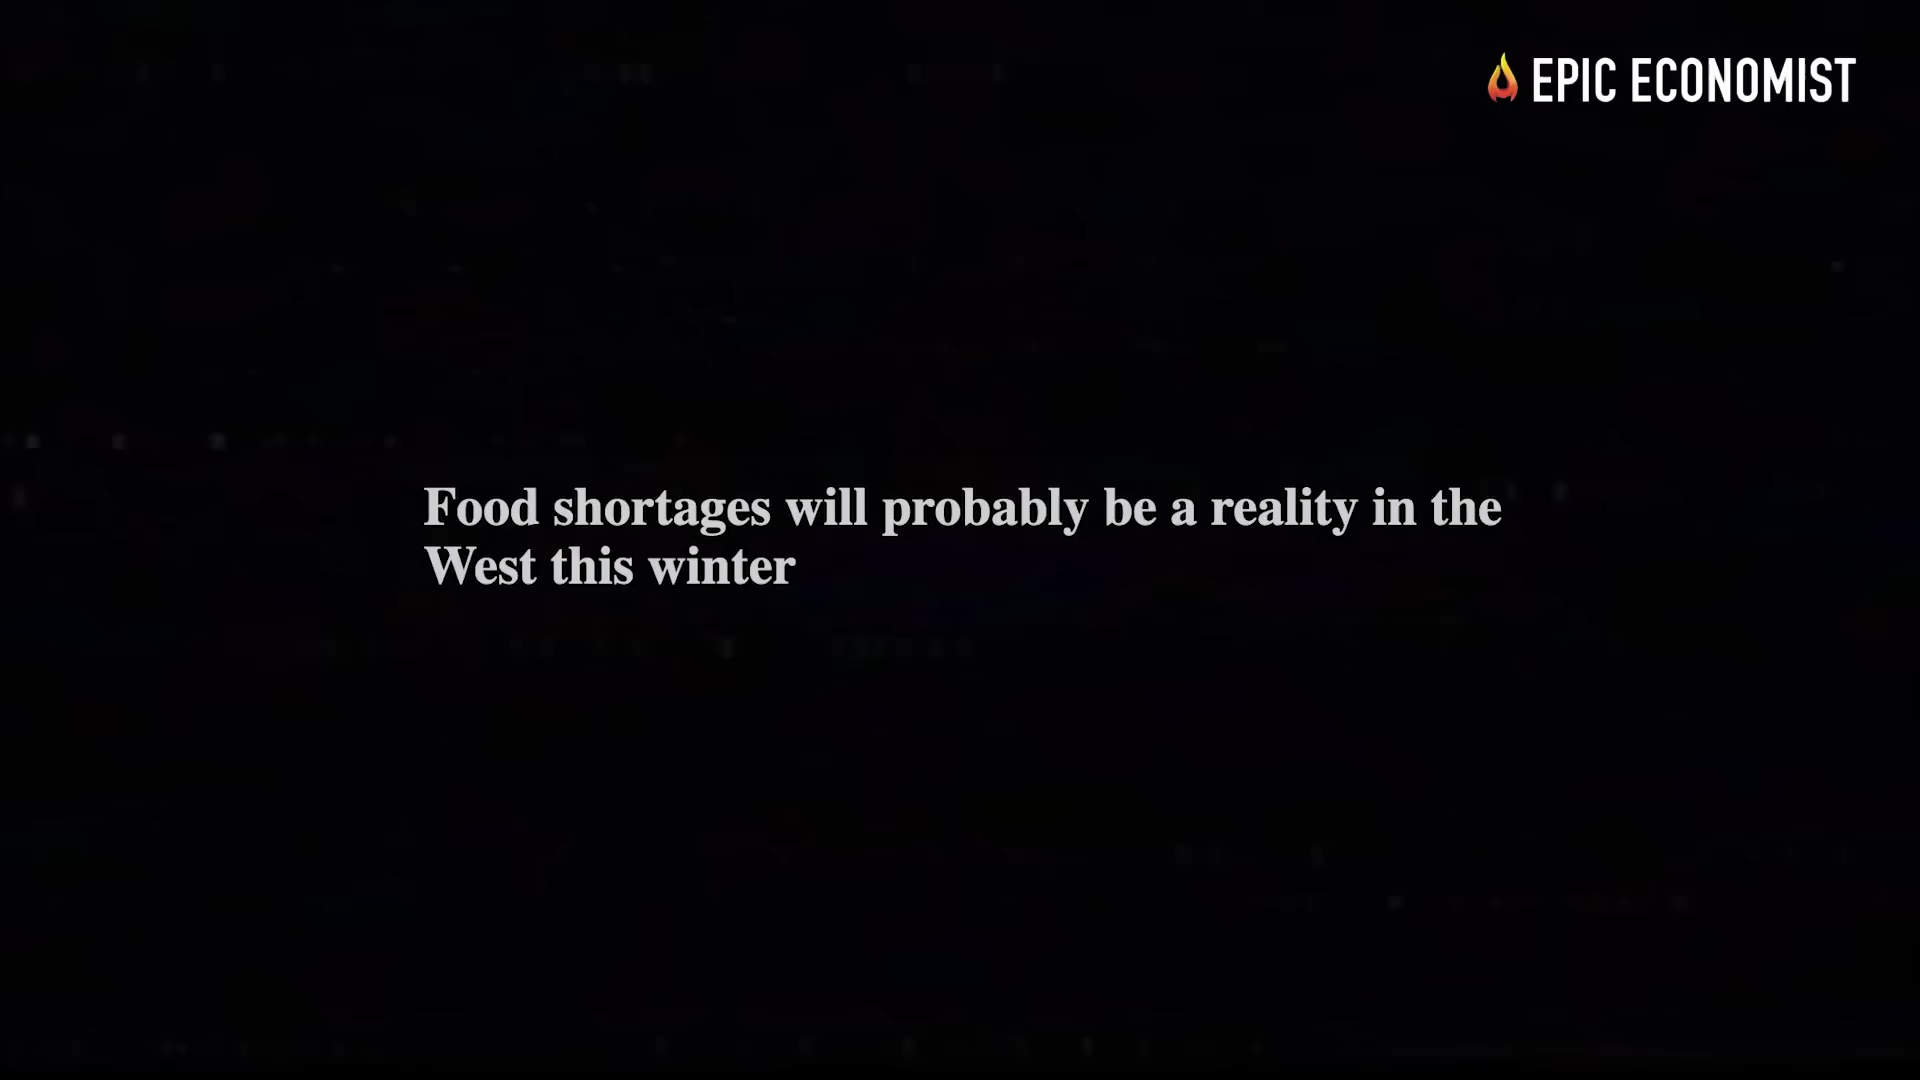 EPIC ECONOMIST
Food shortages will probably be a reality in the
West this winter